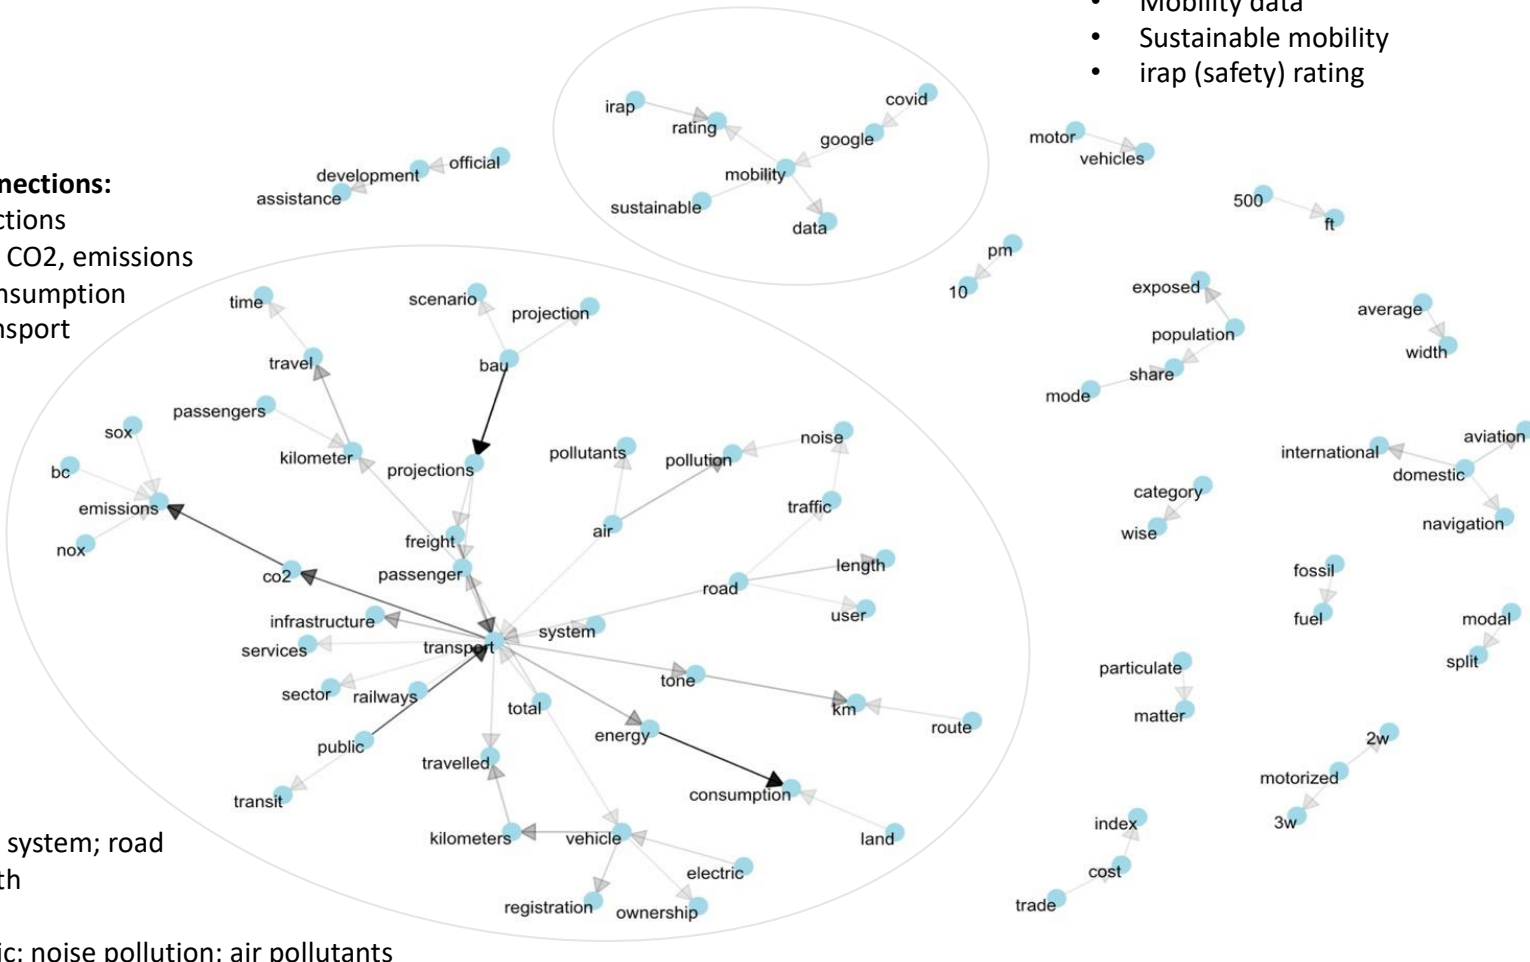 • Mobility data
• Sustainable mobility
• irap (safety) rating
nections:
ctions
CO2, emissions
nsumption
nsport
irap
rating
covid
google
mobility
sustainable
data
official
development
assistance
motor
vehicles
500
ft
pm
10
exposed
population
share
mode
average
width
time
scenario
projection
travel
bau
passengers
kilometer
projections
sox
bc
emissions
nox
pollutants
pollution
noise
traffic
air
freight
passenger
co2
infrastructure
services
transport
system
road
length
user
sector
railways
total
tone
km
route
public
transit
travelled
energy
consumption
land
kilometers
vehicle
electric
registration
ownership
international
aviation
domestic
navigation
category
wise
fossil
fuel
modal
split
particulate
matter
2w
motorized
3w
index
cost
trade
system; road
th
ic; noise pollution; air pollutants